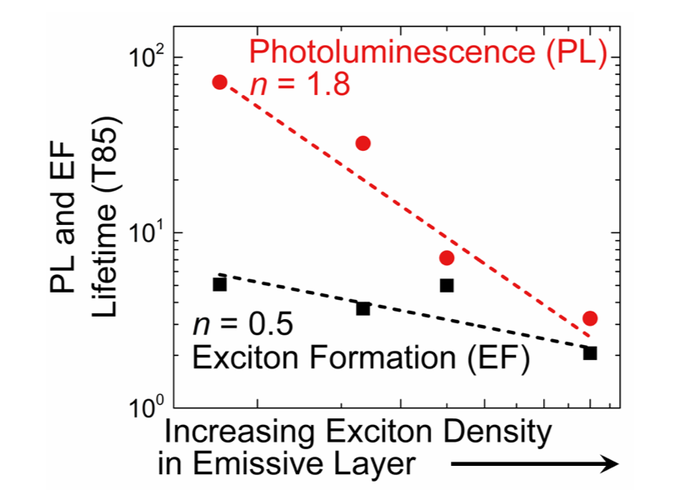 Photoluminescence (PL)
n = 1.8
10²
10¹
10⁰
PL and EF
Lifetime (T85)
n = 0.5
Exciton Formation (EF)
Increasing Exciton Density
in Emissive Layer